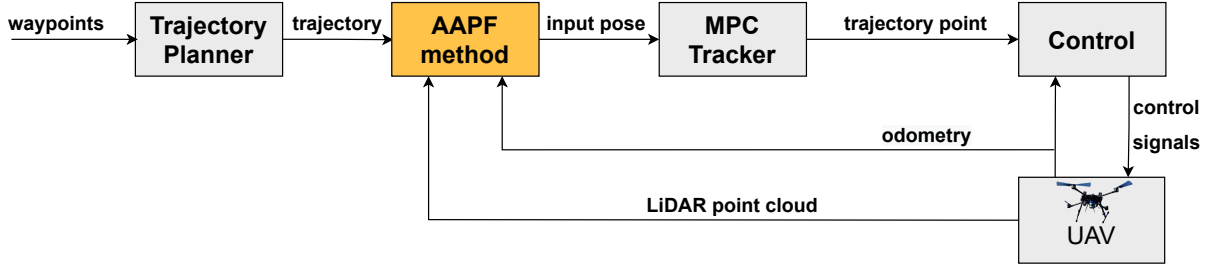 waypoints
Trajectory
Planner
trajectory
AAPF
method
input pose
MPC
Tracker
trajectory point
Control
control
signals
odometry
LiDAR point cloud
UAV